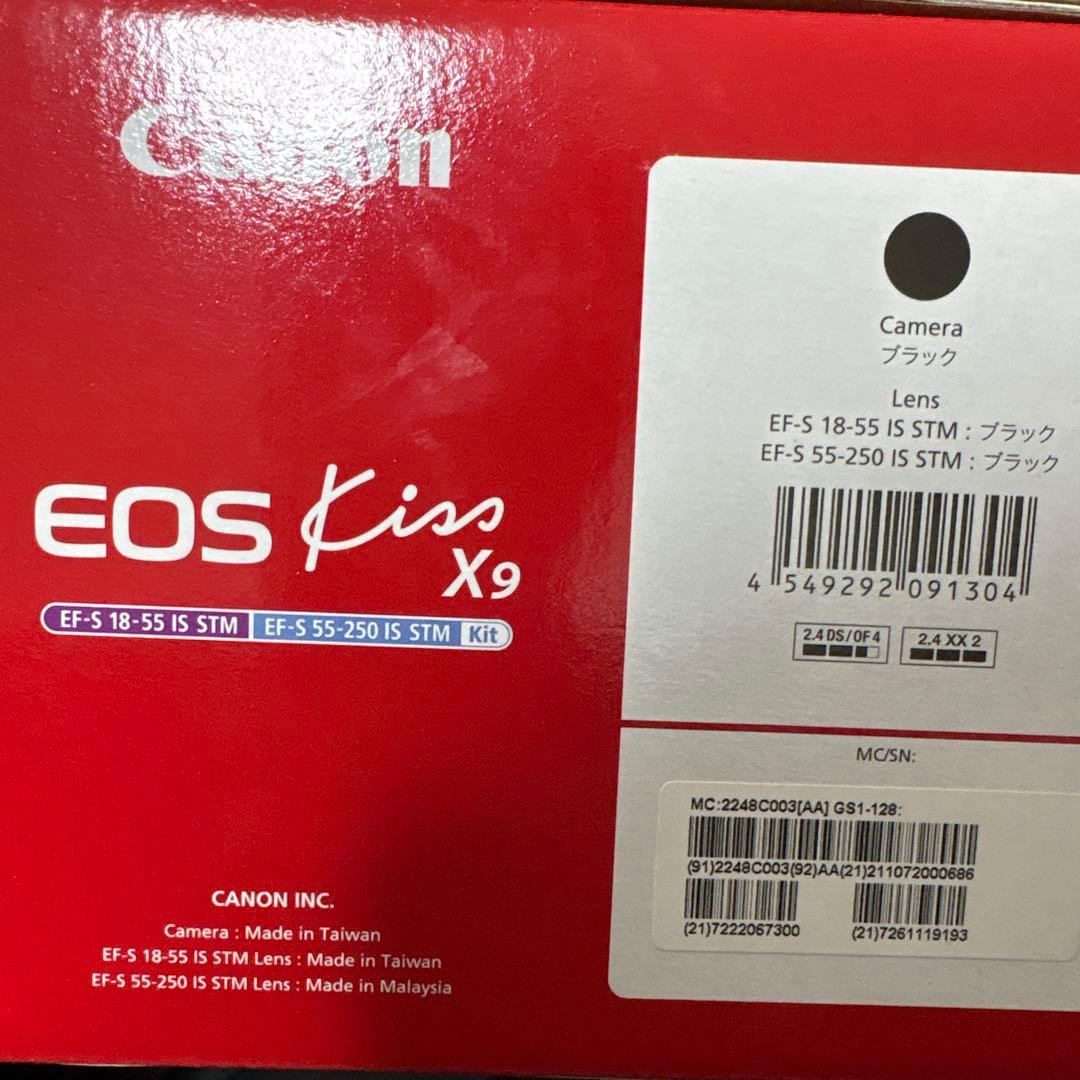 Canon
EOS Kiss
X9
EF-S 18-55 IS STM EF-S 55-250 IS STM Kit
CANON INC.
Camera : Made in Taiwan
EF-S 18-55 IS STM Lens : Made in Taiwan
EF-S 55-250 IS STM Lens : Made in Malaysia
Camera
ブラック
Lens
EF-S 18-55 IS STM : ブラック
EF-S 55-250 IS STM : ブラック
4 549292 091304
2.4 DS/OF 4 2.4 XX 2
MC/SN:
MC:2248C003[AA] GS1-128:
(91)2248C003(92)AA(21)211072000686
(21)7222067300 (21)7261119193